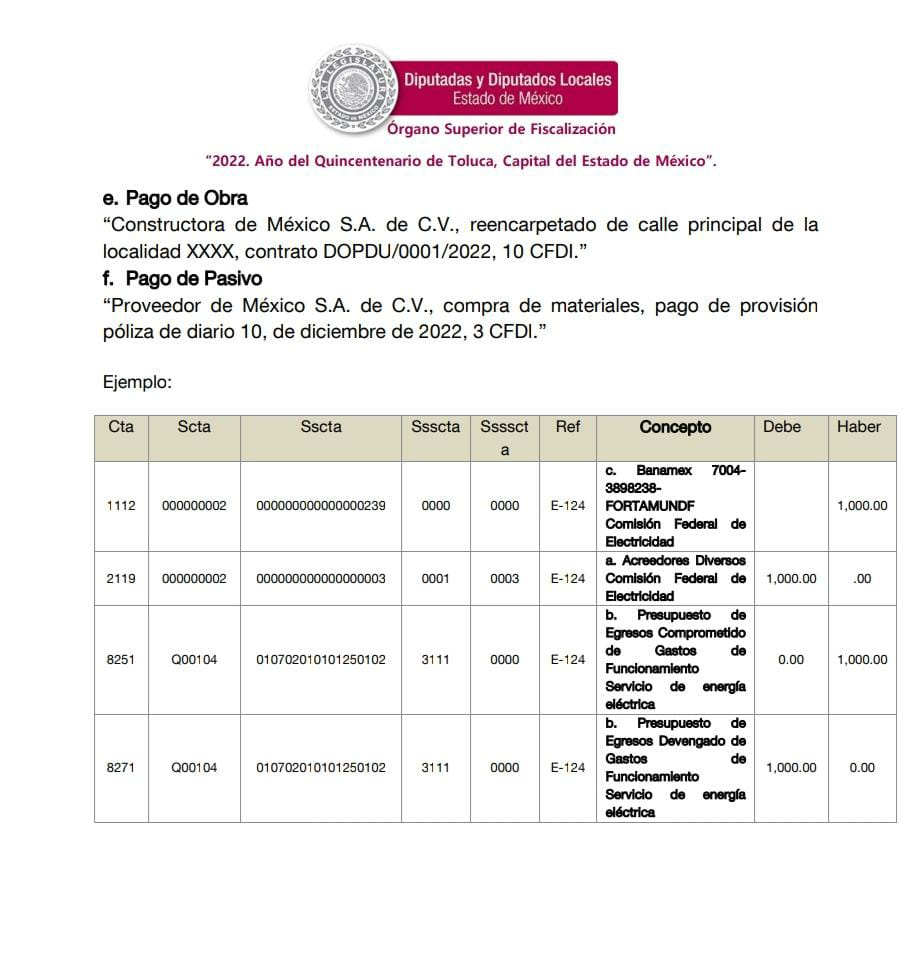 LXI LEGISLATURA
ESTADO DE MÉXICO
Diputadas y Diputados Locales
Estado de México
Órgano Superior de Fiscalización
“2022. Año del Quincentenario de Toluca, Capital del Estado de México”.
e. Pago de Obra
“Constructora de México S.A. de C.V., reencarpetado de calle principal de la
localidad XXXX, contrato DOPDU/0001/2022, 10 CFDI.”
f. Pago de Pasivo
“Proveedor de México S.A. de C.V., compra de materiales, pago de provisión
póliza de diario 10, de diciembre de 2022, 3 CFDI.”
Ejemplo:
Cta Scta Sscta Ssscta Sssscta Ref Concepto Debe Haber
c. Banamex 7004-
3898238-
1112 000000002 000000000000000239 0000 0000 E-124 FORTAMUNDF 1,000.00
Comisión Federal de
Electricidad
a. Acreedores Diversos
2119 000000002 000000000000000003 0001 0003 E-124 Comisión Federal de 1,000.00 .00
Electricidad
b. Presupuesto de
Egresos Comprometido
de Gastos de
8251 Q00104 010702010101250102 3111 0000 E-124 Funcionamiento 0.00 1,000.00
Servicio de energía
eléctrica
b. Presupuesto de
Egresos Devengado de
Gastos de
8271 Q00104 010702010101250102 3111 0000 E-124 Funcionamiento 1,000.00 0.00
Servicio de energía
eléctrica